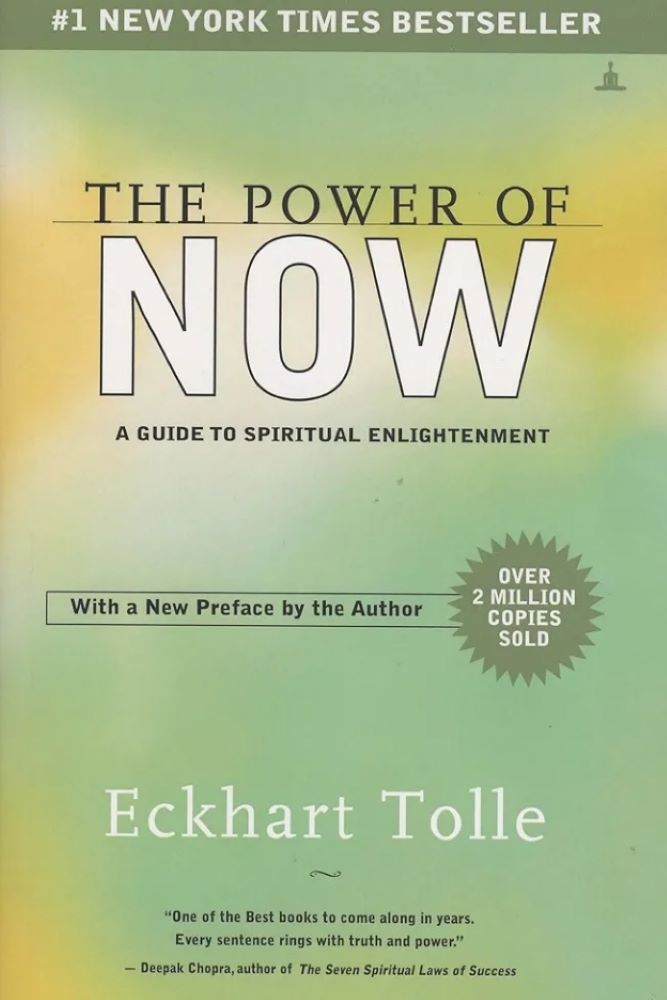 #1 NEW YORK TIMES BESTSELLER
THE POWER OF
NOW
A GUIDE TO SPIRITUAL ENLIGHTENMENT
With a New Preface by the Author
OVER
2 MILLION
COPIES
SOLD
Eckhart Tolle
“One of the Best books to come along in years.
Every sentence rings with truth and power.”
— Deepak Chopra, author of The Seven Spiritual Laws of Success